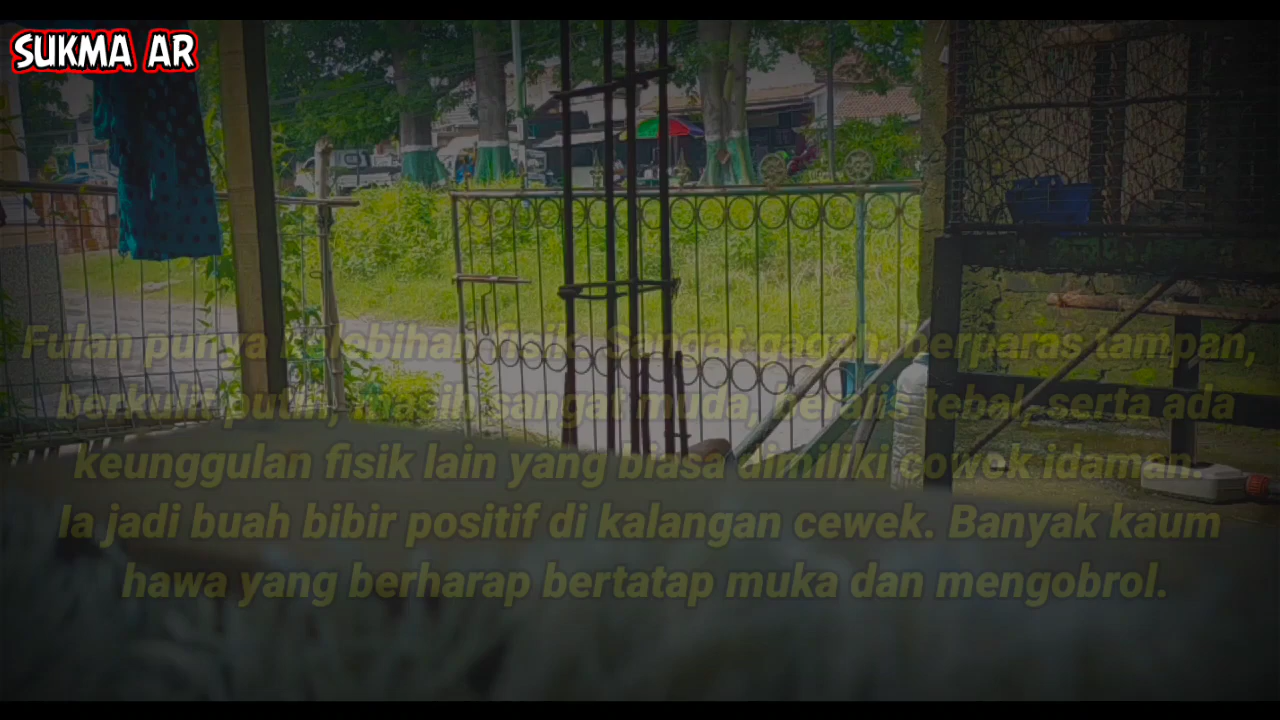 SUKMA AR
Fulan punya kelebihan fisik. Sangat gagah, berparas tampan,
berkulit putih, masih sangat muda, beralis tebal, serta ada
keunggulan fisik lain yang biasa dimiliki cowok idaman.
Ia jadi buah bibir positif di kalangan cewek. Banyak kaum
hawa yang berharap bertatap muka dan mengobrol.